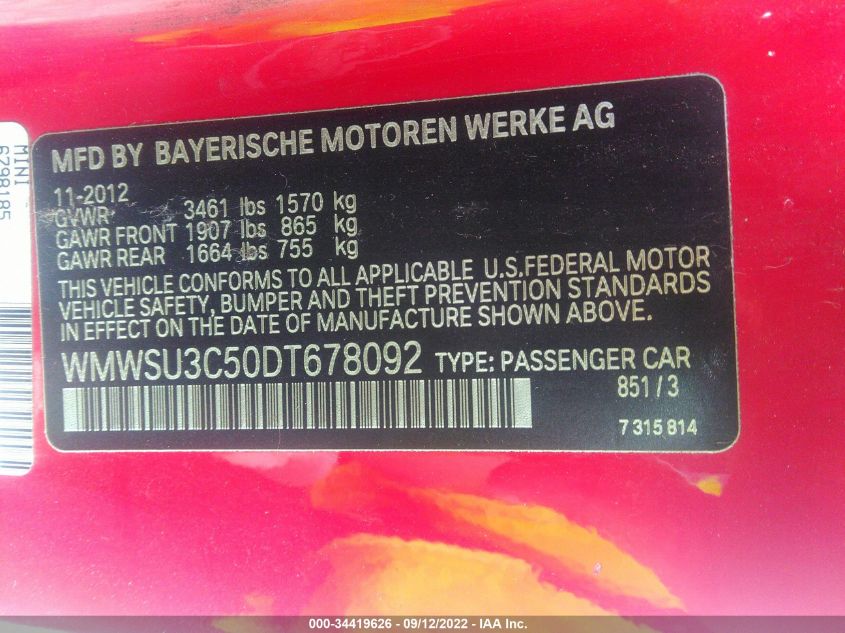 MINI
6798185
MFD BY BAYERISCHE MOTOREN WERKE AG
11-2012
GVWR 3461 lbs 1570 kg
GAWR FRONT 1907 lbs 865 kg
GAWR REAR 1664 lbs 755 kg
THIS VEHICLE CONFORMS TO ALL APPLICABLE U.S.FEDERAL MOTOR
VEHICLE SAFETY, BUMPER AND THEFT PREVENTION STANDARDS
IN EFFECT ON THE DATE OF MANUFACTURE SHOWN ABOVE.
WMWSU3C50DT678092 TYPE: PASSENGER CAR
851 / 3
7 315 814
000-34419626 - 09/12/2022 - IAA Inc.